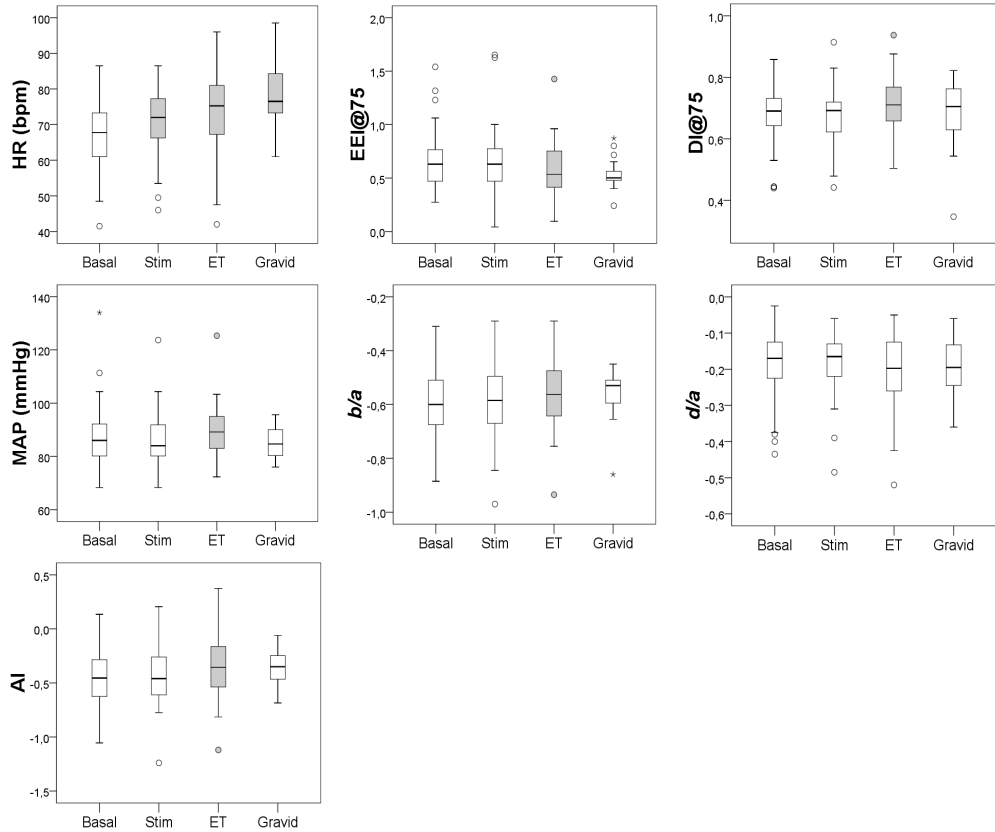 HR (bpm)
100
90
80
70
60
50
40
Basal Stim ET Gravid
EEI@75
2,0
1,5
1,0
0,5
0,0
Basal Stim ET Gravid
DI@75
1,0
0,8
0,6
0,4
Basal Stim ET Gravid
MAP (mmHg)
140
120
100
80
60
Basal Stim ET Gravid
b/a
-0,2
-0,4
-0,6
-0,8
-1,0
Basal Stim ET Gravid
d/a
0,0
-0,1
-0,2
-0,3
-0,4
-0,5
-0,6
Basal Stim ET Gravid
AI
0,5
0,0
-0,5
-1,0
-1,5
Basal Stim ET Gravid